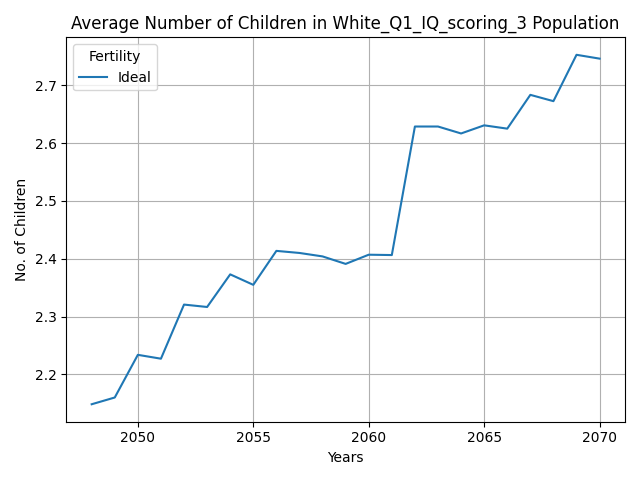 Average Number of Children in White_Q1_IQ_scoring_3 Population
Fertility
Ideal
No. of Children
2.7
2.6
2.5
2.4
2.3
2.2
2050 2055 2060 2065 2070
Years